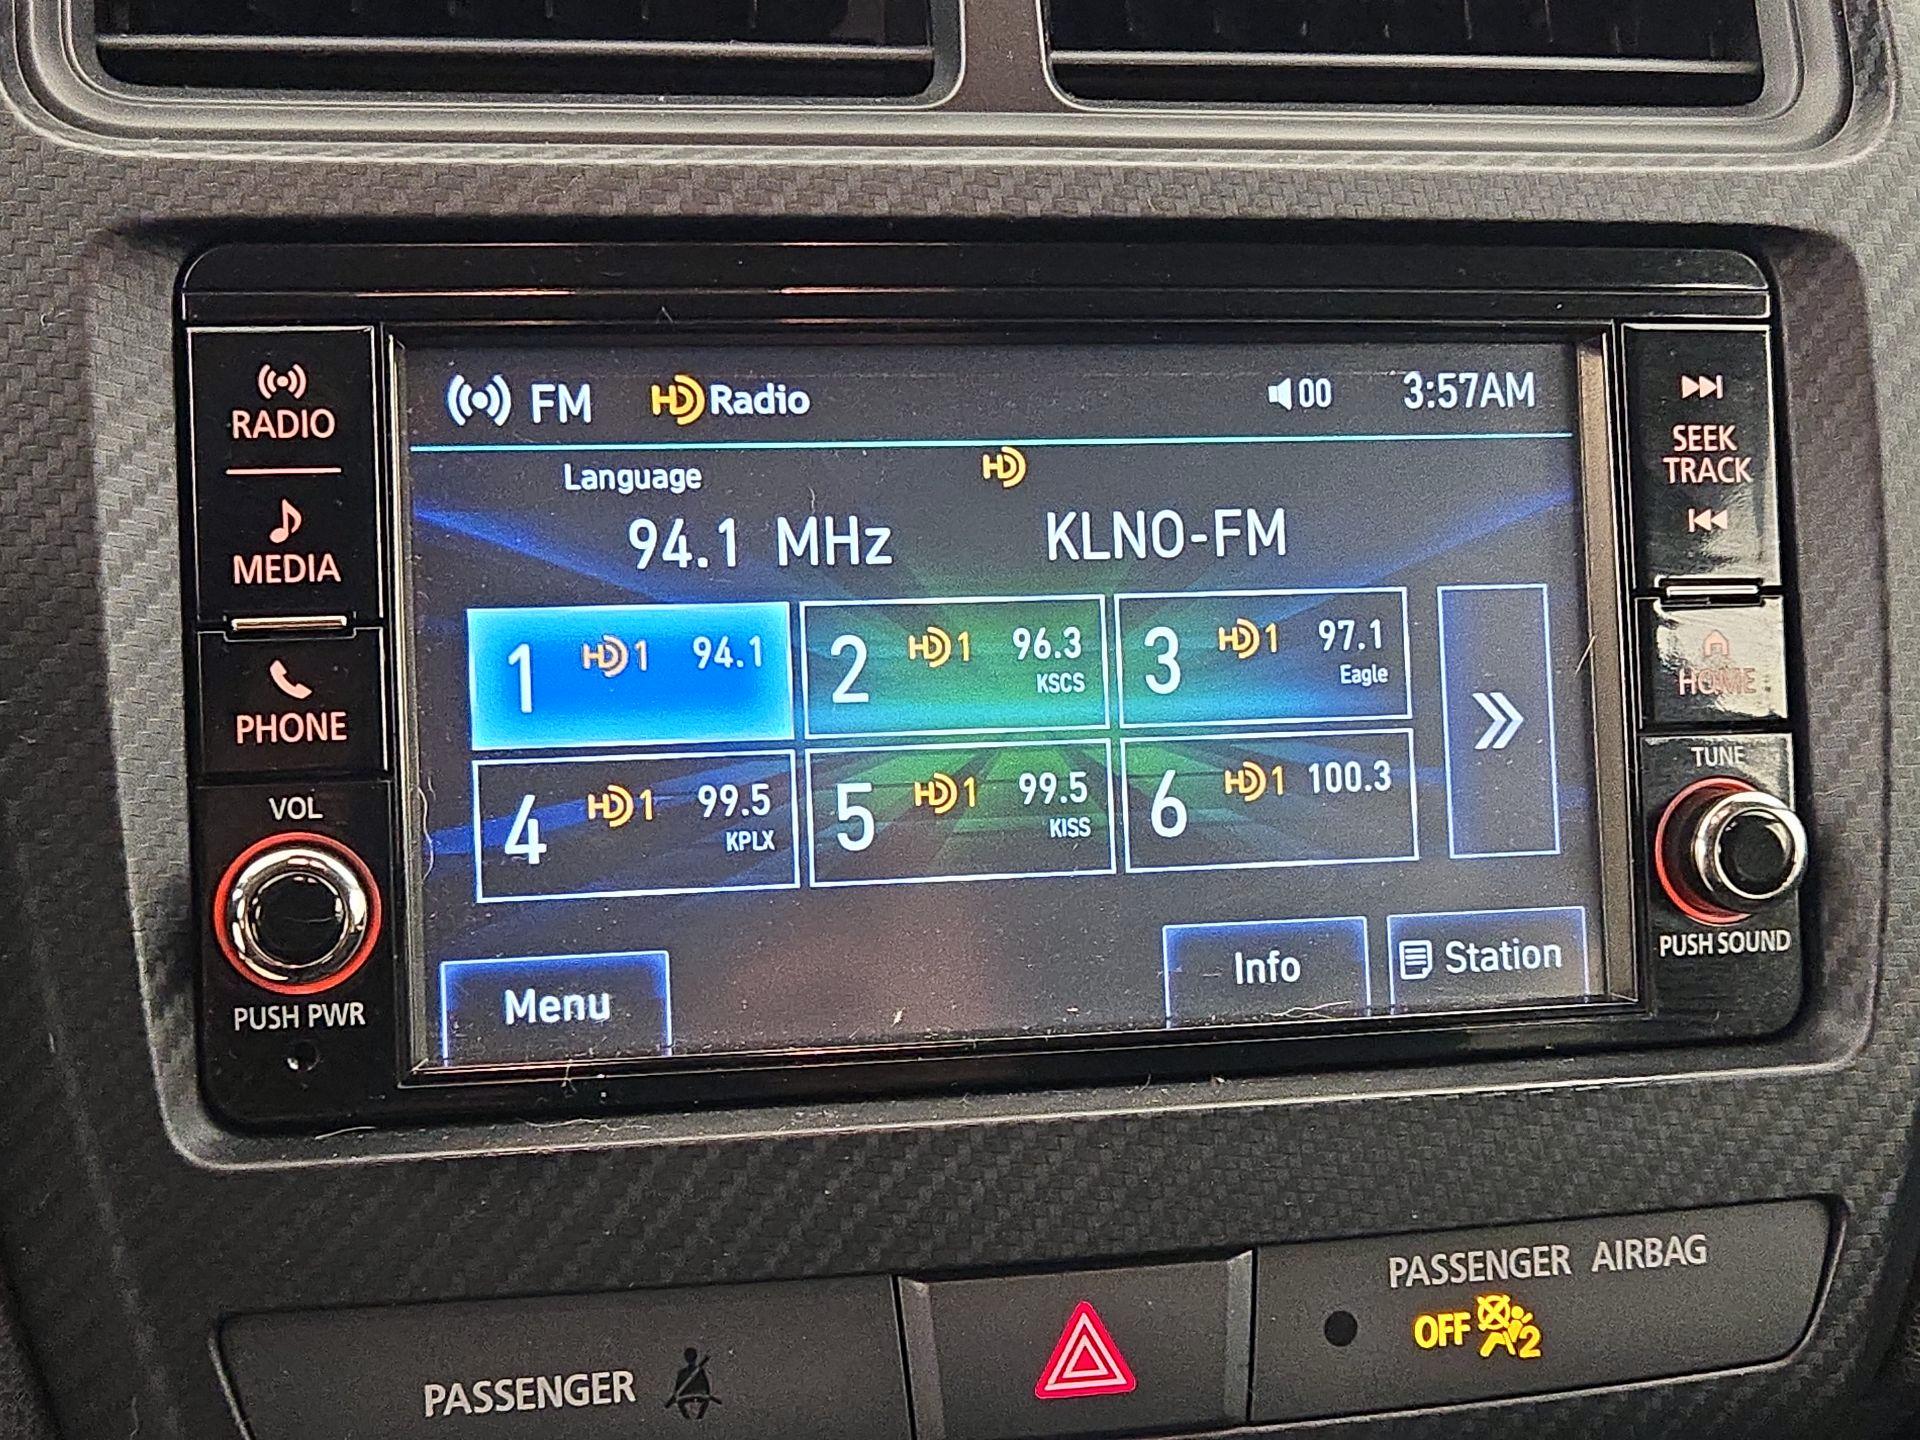 RADIO
MEDIA
PHONE
VOL
PUSH PWR
FM HD Radio 00 3:57AM
Language HD
94.1 MHz KLNO-FM
1 HD1 94.1
2 HD1 96.3
KSCS
3 HD1 97.1
Eagle
4 HD1 99.5
KPLX
5 HD1 99.5
KISS
6 HD1 100.3
Menu
Info
Station
SEEK
TRACK
HOME
TUNE
PUSH SOUND
PASSENGER
PASSENGER AIRBAG
OFF 2